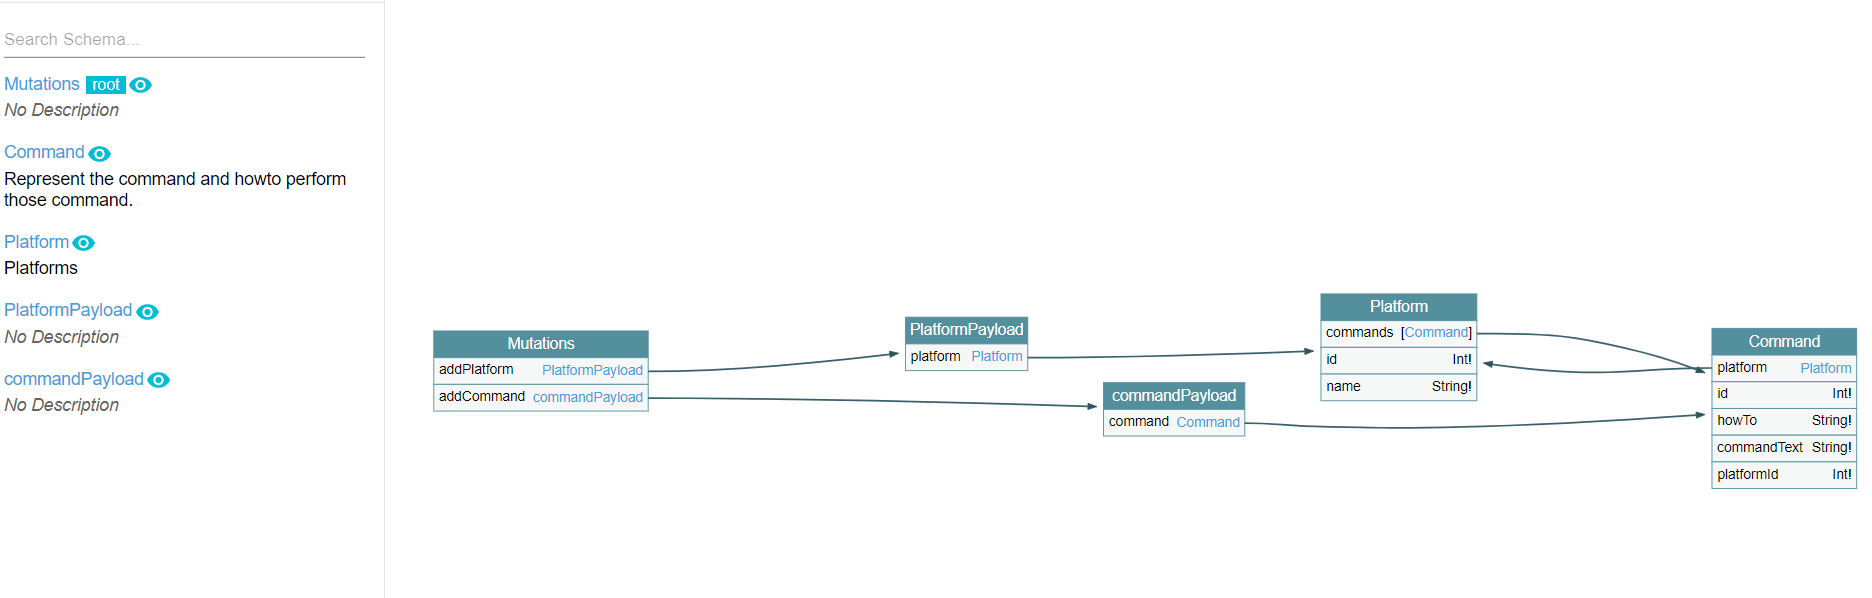 Search Schema...
Mutations root
No Description
Command
Represent the command and howto perform
those command.
Platform
Platforms
PlatformPayload
No Description
commandPayload
No Description
Mutations
addPlatform PlatformPayload
addCommand commandPayload
PlatformPayload
platform Platform
commandPayload
command Command
Platform
commands [Command]
id Int!
name String!
Command
platform Platform
id Int!
howTo String!
commandText String!
platformId Int!